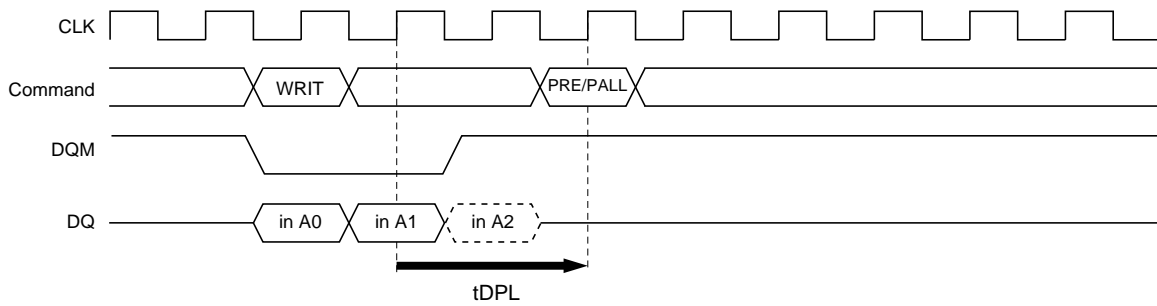 CLK
Command WRIT PRE/PALL
DQM
DQ in A0 in A1 in A2
tDPL